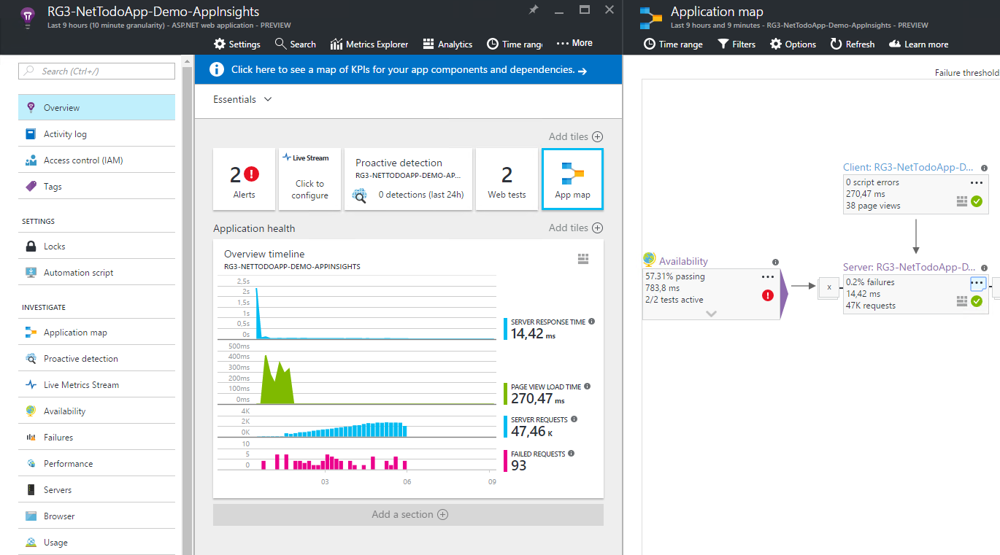 RG3-NetTodoApp-Demo-AppInsights
Last 9 hours (10 minute granularity) - ASP.NET web application - PREVIEW
Settings
Search
Metrics Explorer
Analytics
Time rang
More
Search (Ctrl+/)
Overview
Activity log
Access control (IAM)
Tags
SETTINGS
Locks
Automation script
INVESTIGATE
Application map
Proactive detection
Live Metrics Stream
Availability
Failures
Performance
Servers
Browser
Usage
Click here to see a map of KPIs for your app components and dependencies.
Essentials
Add tiles
2
Alerts
Live Stream
Click to
configure
Proactive detection
RG3-NETTODOAPP-DEMO-AP...
0 detections (last 24h)
2
Web tests
App map
Application health
Add tiles
Overview timeline
RG3-NETTODOAPP-DEMO-APPINSIGHTS
2,5s
2s
1,5s
1s
0,5s
0s
SERVER RESPONSE TIME
14,42 ms
500ms
400ms
300ms
200ms
100ms
0ms
PAGE VIEW LOAD TIME
270,47 ms
4K
2K
0K
SERVER REQUESTS
47,46 K
10
5
0
FAILED REQUESTS
93
03
06
09
Add a section
Application map
Last 9 hours and 9 minutes - RG3-NetTodoApp-Demo-AppInsights - PREVIEW
Time range
Filters
Options
Refresh
Learn more
Failure threshold
Client: RG3-NetTodoApp-D...
0 script errors
270,47 ms
38 page views
Availability
57.31% passing
783,8 ms
2/2 tests active
x
Server: RG3-NetTodoApp-D...
0.2% failures
14,42 ms
47K requests